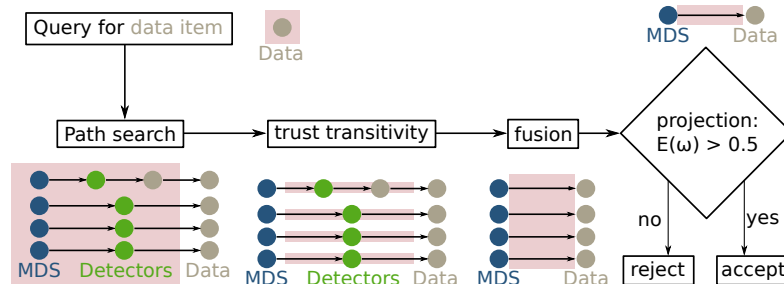 Query for data item
Data
MDS Data
Path search
trust transitivity
fusion
projection:
E(ω) > 0.5
no
yes
MDS Detectors Data
MDS Detectors Data
MDS Data
reject
accept